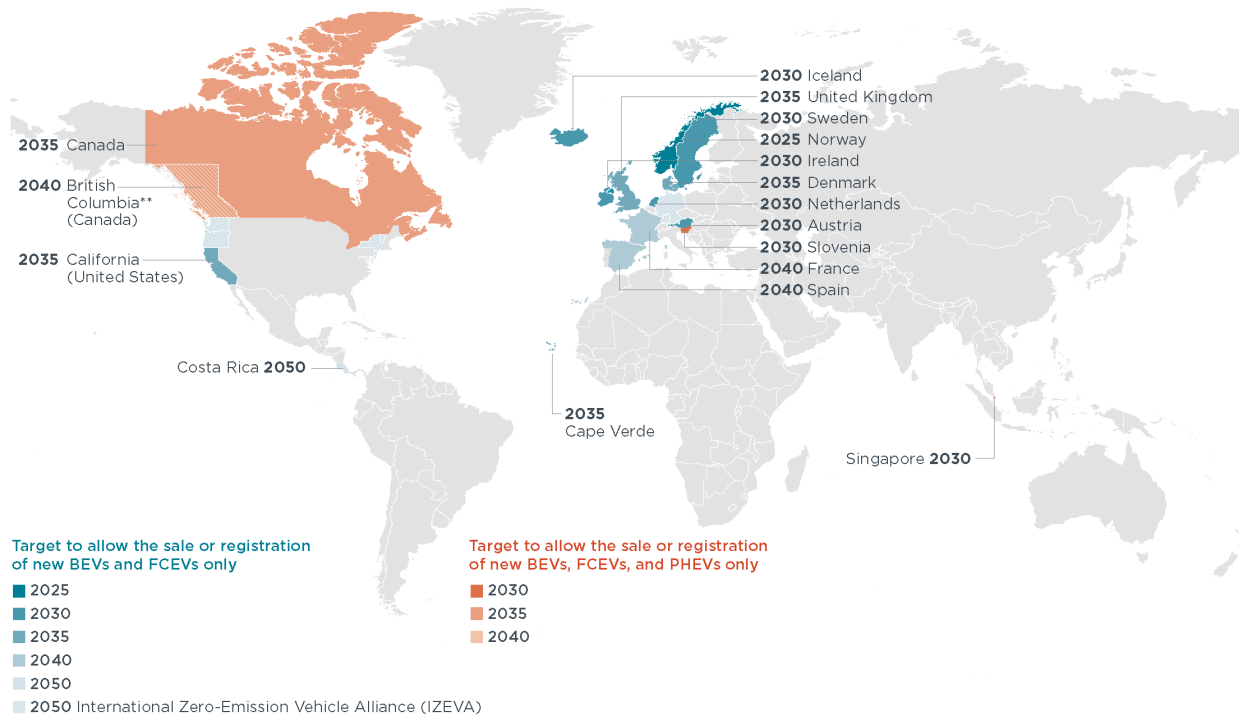 2030 Iceland
2035 United Kingdom
2030 Sweden
2025 Norway
2030 Ireland
2035 Denmark
2030 Netherlands
2030 Austria
2030 Slovenia
2040 France
2040 Spain
2035 Canada
2040 British
Columbia**
(Canada)
2035 California
(United States)
Costa Rica 2050
2035
Cape Verde
Singapore 2030
Target to allow the sale or registration
of new BEVs and FCEVs only
2025
2030
2035
2040
2050
2050 International Zero-Emission Vehicle Alliance (IZEVA)
Target to allow the sale or registration
of new BEVs, FCEVs, and PHEVs only
2030
2035
2040